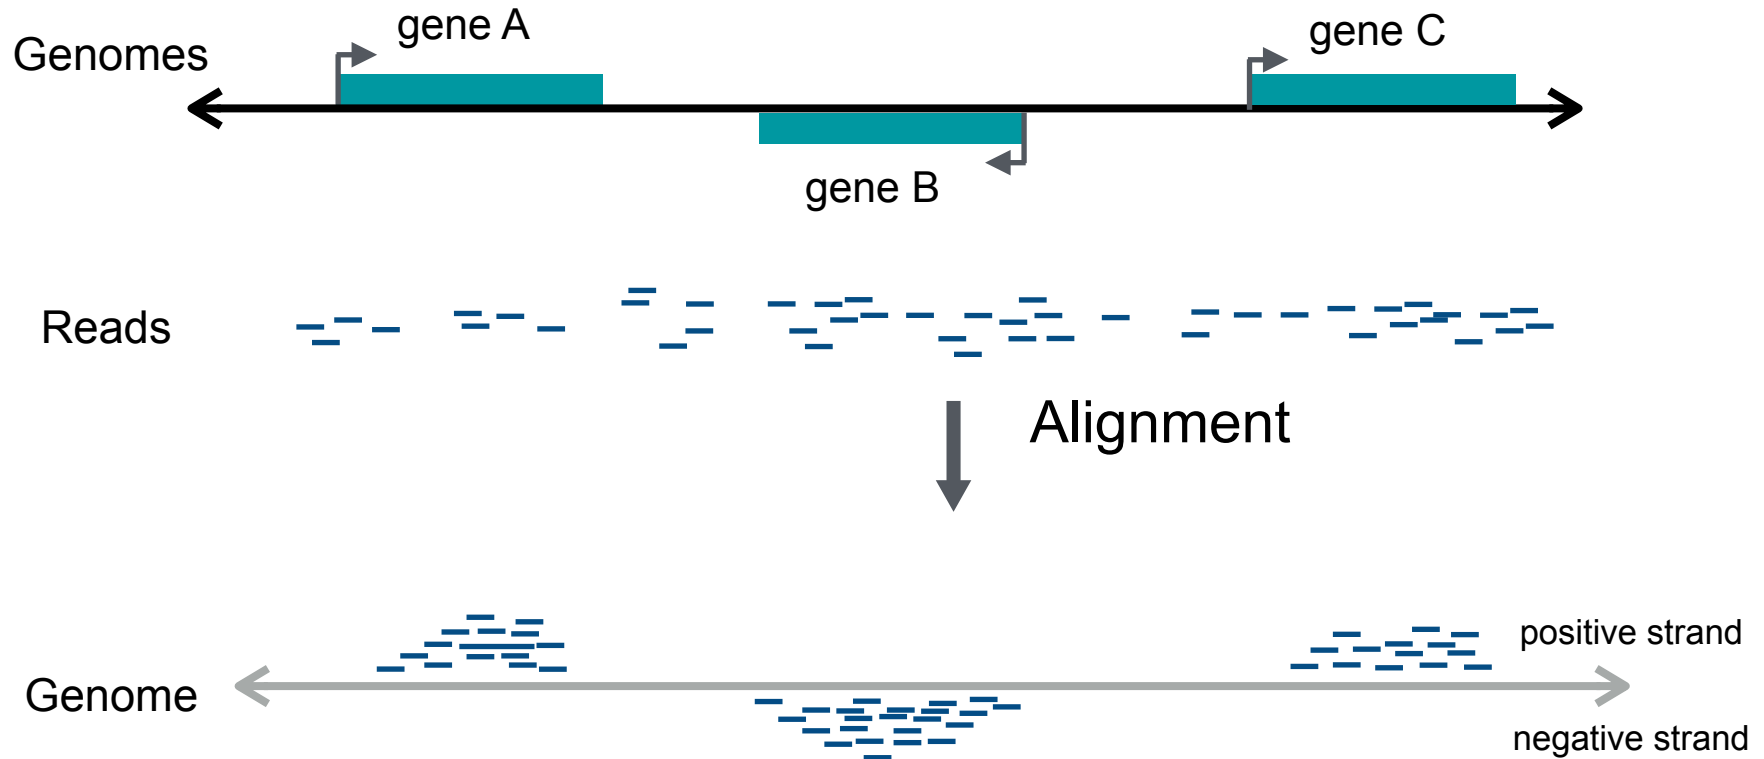 gene A
gene C
Genomes
gene B
Reads
Alignment
positive strand
Genome
negative strand